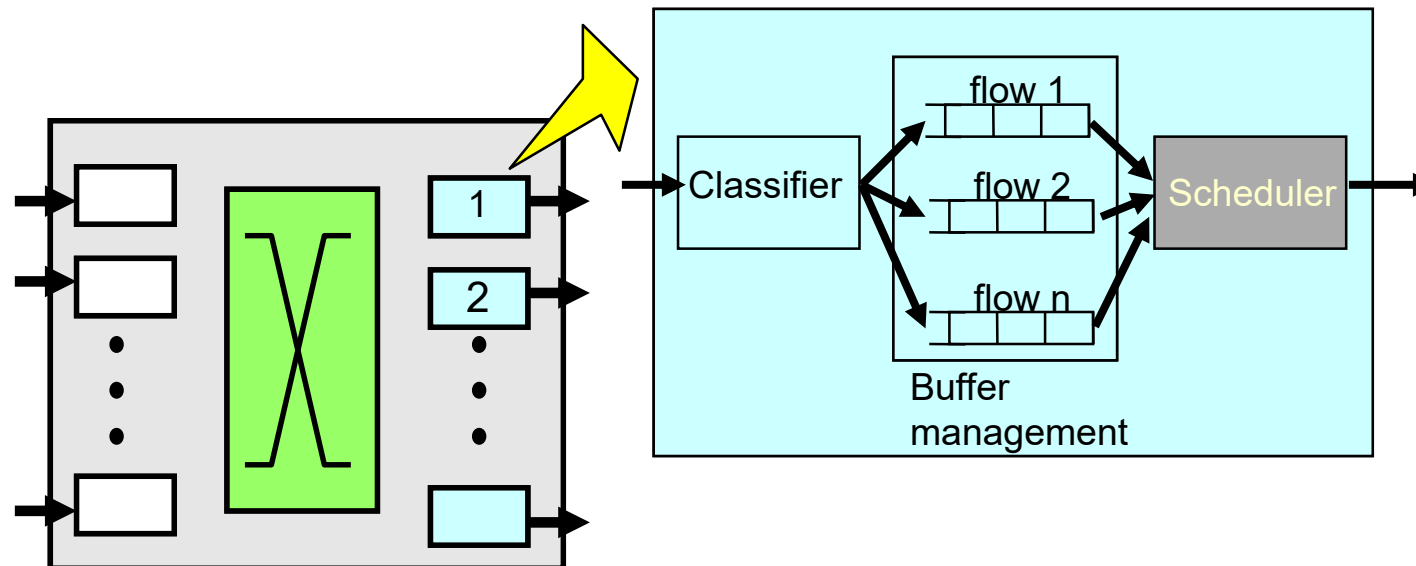 1
2
Classifier
flow 1
flow 2
flow n
Buffer
management
Scheduler